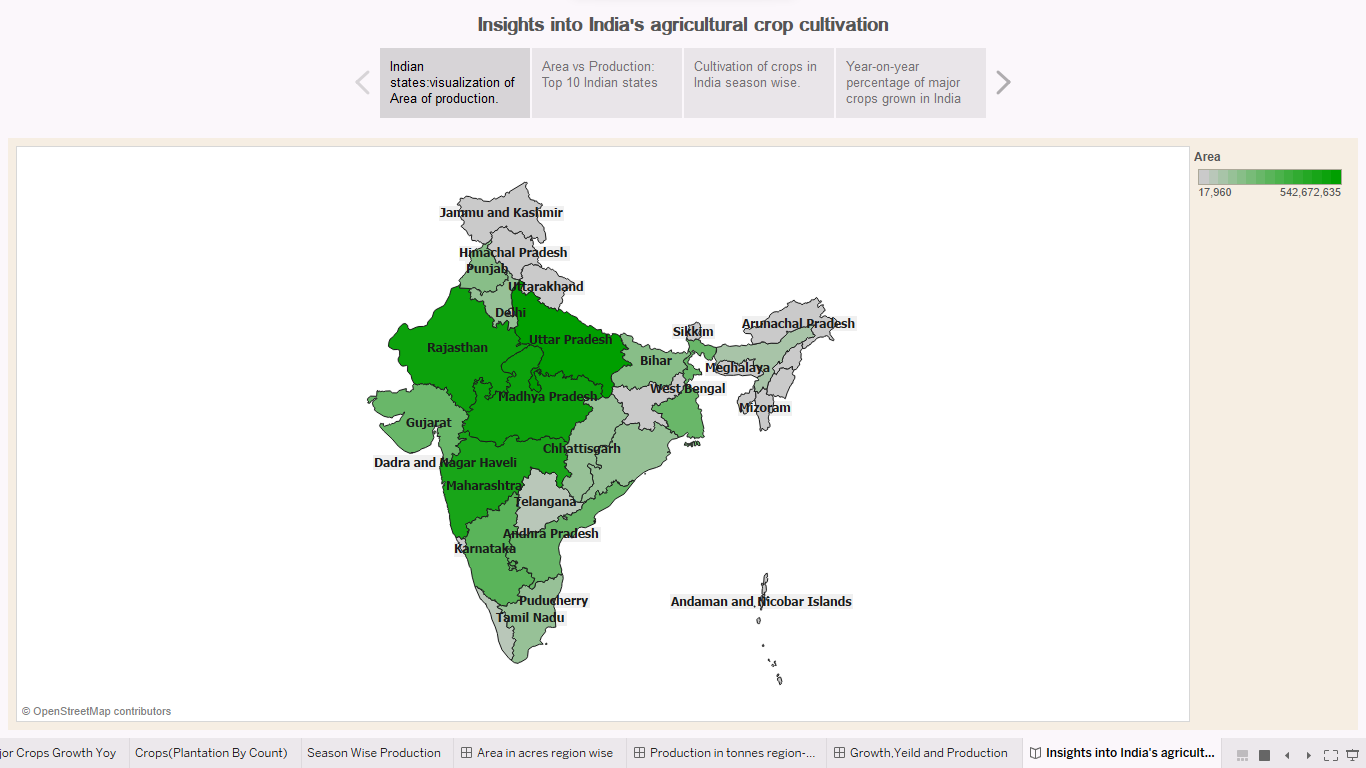 Insights into India's agricultural crop cultivation
Indian
states:visualization of
Area of production.
Area vs Production:
Top 10 Indian states
Cultivation of crops in
India season wise.
Year-on-year
percentage of major
crops grown in India
Area
17,960
542,672,635
Jammu and Kashmir
Himachal Pradesh
Punjab
Uttarakhand
Delhi
Uttar Pradesh
Rajasthan
Sikkim
Arunachal Pradesh
Bihar
Meghalaya
West Bengal
Madhya Pradesh
Mizoram
Gujarat
Chhattisgarh
Dadra and Nagar Haveli
Maharashtra
Telangana
Andhra Pradesh
Karnataka
Puducherry
Andaman and Nicobar Islands
Tamil Nadu
© OpenStreetMap contributors
jor Crops Growth Yoy
Crops(Plantation By Count)
Season Wise Production
Area in acres region wise
Production in tonnes region-...
Growth,Yeild and Production
Insights into India's agricult...